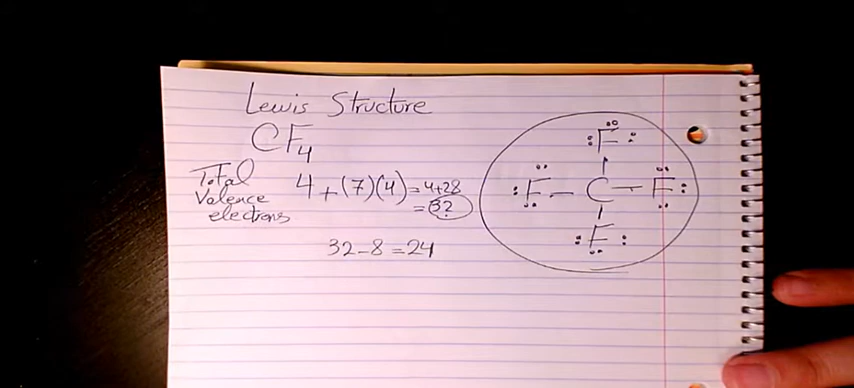 Lewis Structure
CF4
Total
Valence
electrons
4+(7)(4)=4+28
=32
32-8=24
F
F-C-F
F